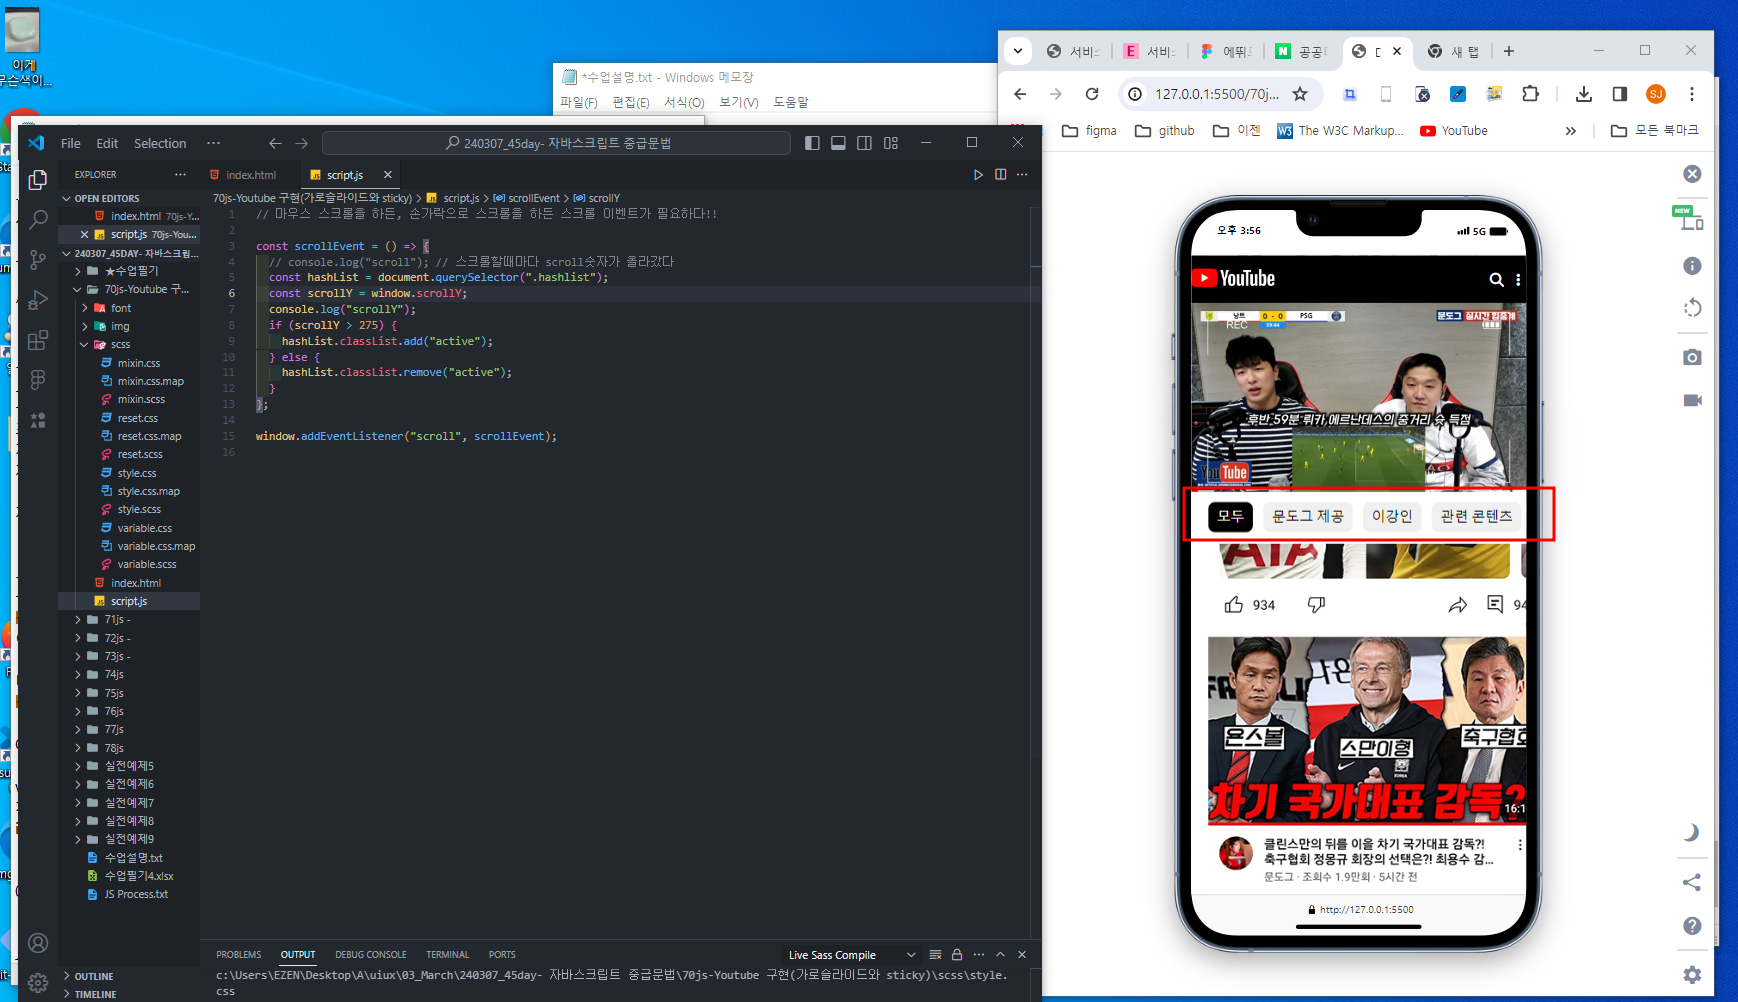 이게
무슨색이...
*수업설명.txt - Windows 메모장
파일(F) 편집(E) 서식(O) 보기(V) 도움말
서비스 서비스 에뛰드 공공 새 탭
127.0.0.1:5500/70j...
SJ
figma github 이젠 The W3C Markup... YouTube 모든 북마크
File Edit Selection ...
240307_45day- 자바스크립트 중급문법
EXPLORER
index.html script.js
OPEN EDITORS
index.html 70js-Y...
script.js 70js-You...
240307_45DAY- 자바스크립...
★수업필기
70js-Youtube 구...
font
img
scss
mixin.css
mixin.css.map
mixin.scss
reset.css
reset.css.map
reset.scss
style.css
style.css.map
style.scss
variable.css
variable.css.map
variable.scss
index.html
script.js
71js -
72js -
73js -
74js
75js
76js
77js
78js
실전예제5
실전예제6
실전예제7
실전예제8
실전예제9
수업설명.txt
수업필기4.xlsx
JS Process.txt
OUTLINE
TIMELINE
70js-Youtube 구현(가로슬라이드와 sticky) > script.js > scrollEvent > scrollY
1 // 마우스 스크롤을 하든, 손가락으로 스크롤을 하든 스크롤 이벤트가 필요하다!!
2
3 const scrollEvent = () => {
4 // console.log("scroll"); // 스크롤할때마다 scroll숫자가 올라갔다
5 const hashList = document.querySelector(".hashlist");
6 const scrollY = window.scrollY;
7 console.log("scrollY");
8 if (scrollY > 275) {
9 hashList.classList.add("active");
10 } else {
11 hashList.classList.remove("active");
12 }
13 };
14
15 window.addEventListener("scroll", scrollEvent);
16
PROBLEMS OUTPUT DEBUG CONSOLE TERMINAL PORTS Live Sass Compile
c:\Users\EZEN\Desktop\A\uiux\03_March\240307_45day- 자바스크립트 중급문법\70js-Youtube 구현(가로슬라이드와 sticky)\scss\style.
css
NEW
오후 3:56 5G
YouTube
낭트 0 - 0 PSG 문도그 실시간 입중계
59:44
REC
후반 59분 뤼카 에르난데스의 중거리 슛 득점
YouTube
모두 문도그 제공 이강인 관련 콘텐츠
AIA
934 94
욘스볼
스만이형
축구협회
차기 국가대표 감독?
16:1
클린스만의 뒤를 이을 차기 국가대표 감독?!
축구협회 정몽규 회장의 선택은?! 최용수 감...
문도그 · 조회수 1.9만회 · 5시간 전
http://127.0.0.1:5500